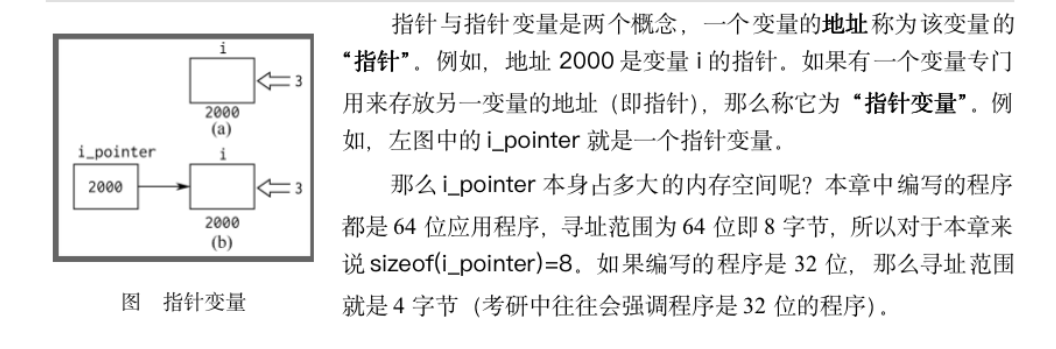 i
3
2000
(a)
i_pointer
i
2000
3
2000
(b)
图 指针变量
指针与指针变量是两个概念，一个变量的地址称为该变量的
“指针”。例如，地址 2000 是变量 i 的指针。如果有一个变量专门
用来存放另一变量的地址（即指针），那么称它为“指针变量”。例
如，左图中的 i_pointer 就是一个指针变量。
那么 i_pointer 本身占多大的内存空间呢？本章中编写的程序
都是 64 位应用程序，寻址范围为 64 位即 8 字节，所以对于本章来
说 sizeof(i_pointer)=8。如果编写的程序是 32 位，那么寻址范围
就是 4 字节（考研中往往会强调程序是 32 位的程序）。